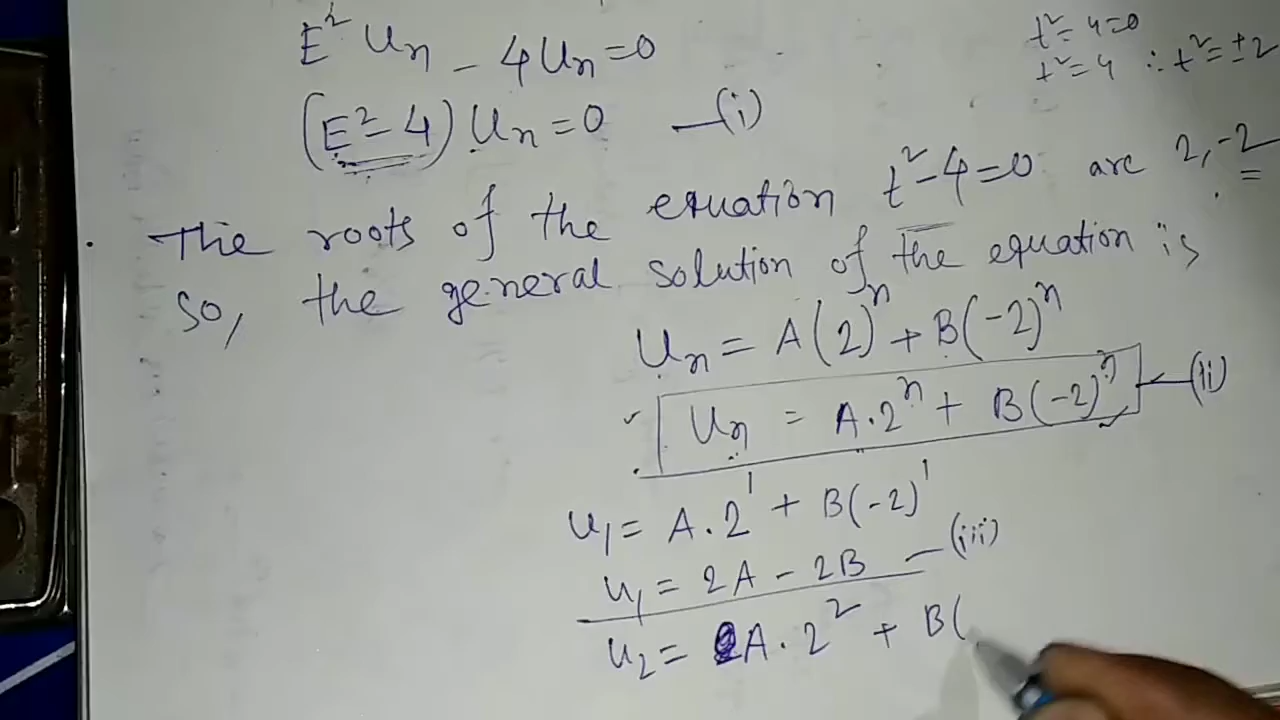 E² Un - 4Un = 0
t² - 4 = 0
t² = 4 ∴ t² = ± 2
(E² - 4) Un = 0 —(i)
The roots of the equation t² - 4 = 0 are 2, -2
so, the general solution of the equation is
Un = A(2)ⁿ + B(-2)ⁿ
Un = A.2ⁿ + B(-2)ⁿ —(ii)
u₁ = A.2¹ + B(-2)¹
u₁ = 2A - 2B —(iii)
u₂ = A.2² + B(